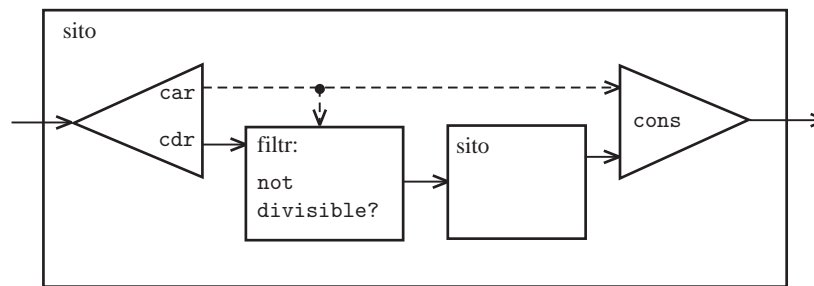 sito
car
cdr
filtr:
not
divisible?
sito
cons